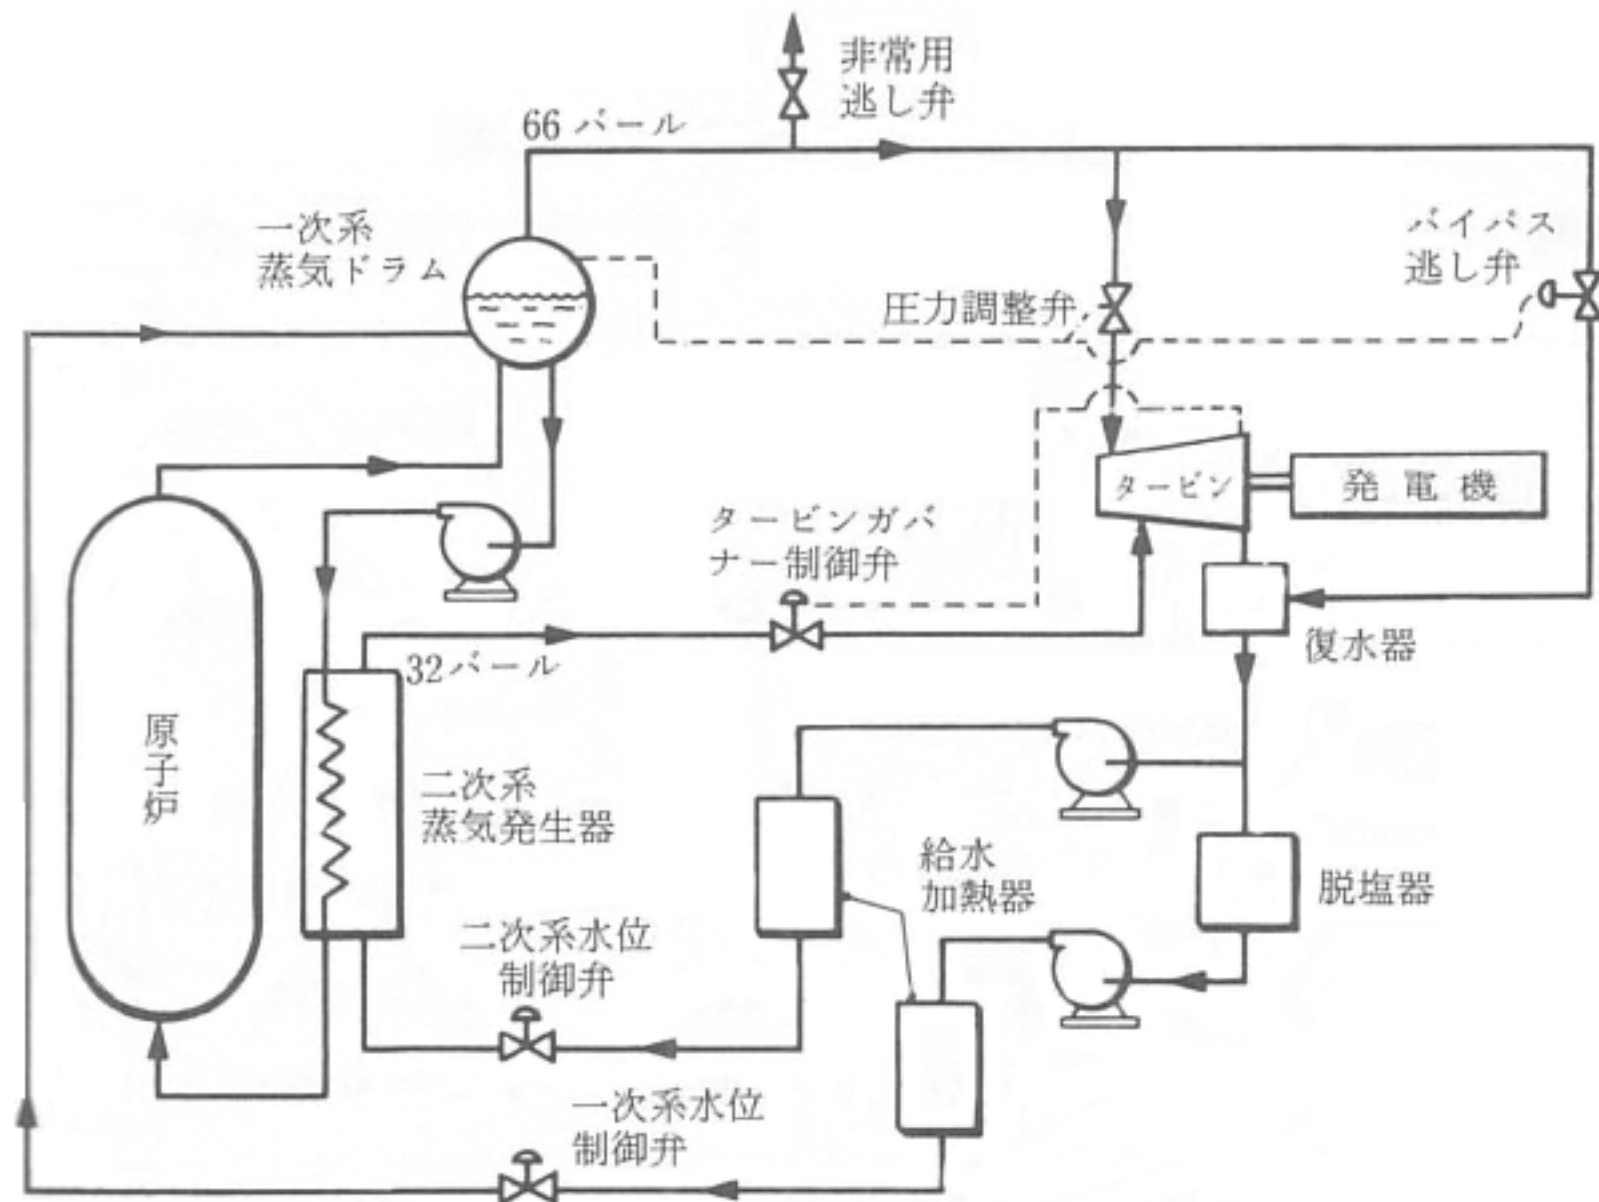 非常用
逃し弁
66 バール
一次系
蒸気ドラム
バイパス
逃し弁
圧力調整弁
タービン
発電機
タービンガバ
ナー制御弁
復水器
32バール
原子炉
二次系
蒸気発生器
給水
加熱器
脱塩器
二次系水位
制御弁
一次系水位
制御弁